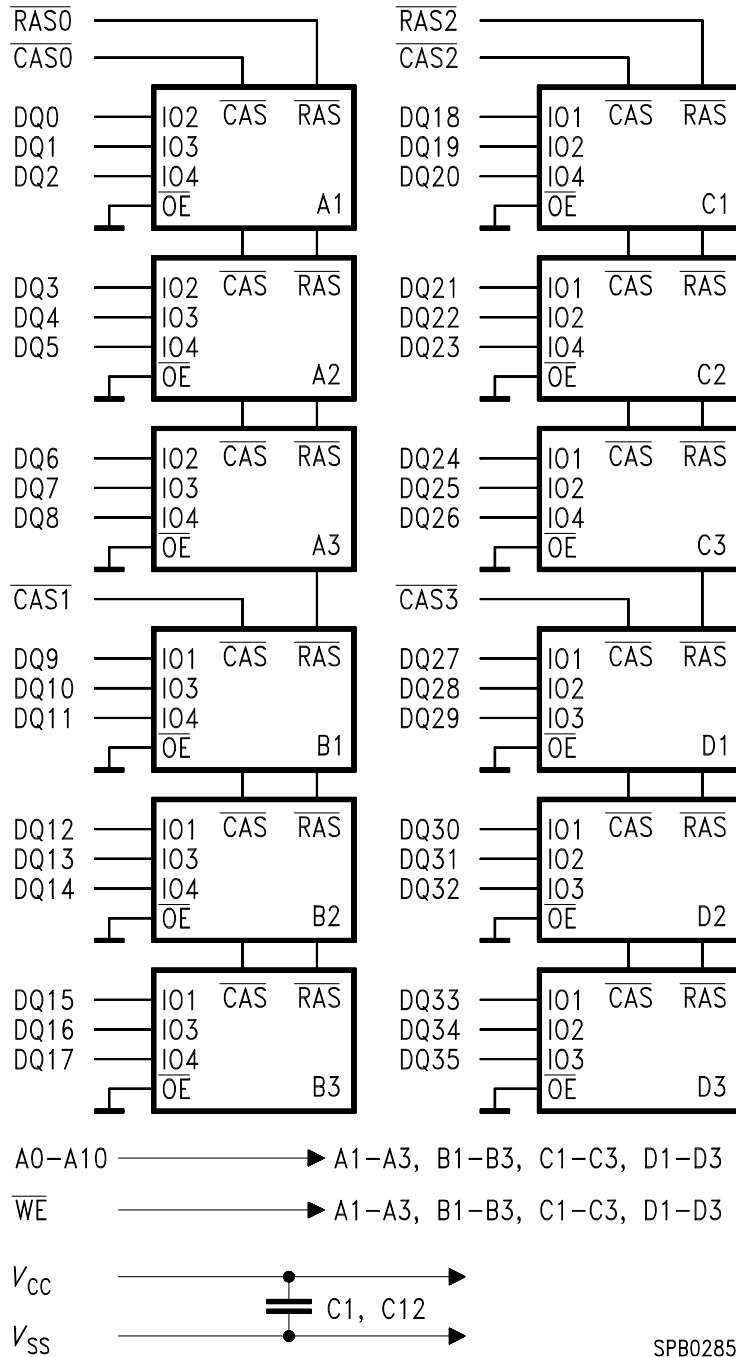 RAS0
CAS0
DQ0 IO2 CAS RAS
DQ1 IO3
DQ2 IO4
OE A1
DQ3 IO2 CAS RAS
DQ4 IO3
DQ5 IO4
OE A2
DQ6 IO2 CAS RAS
DQ7 IO3
DQ8 IO4
OE A3
CAS1
DQ9 IO1 CAS RAS
DQ10 IO3
DQ11 IO4
OE B1
DQ12 IO1 CAS RAS
DQ13 IO3
DQ14 IO4
OE B2
DQ15 IO1 CAS RAS
DQ16 IO3
DQ17 IO4
OE B3
RAS2
CAS2
DQ18 IO1 CAS RAS
DQ19 IO2
DQ20 IO4
OE C1
DQ21 IO1 CAS RAS
DQ22 IO2
DQ23 IO4
OE C2
DQ24 IO1 CAS RAS
DQ25 IO2
DQ26 IO4
OE C3
CAS3
DQ27 IO1 CAS RAS
DQ28 IO2
DQ29 IO3
OE D1
DQ30 IO1 CAS RAS
DQ31 IO2
DQ32 IO3
OE D2
DQ33 IO1 CAS RAS
DQ34 IO2
DQ35 IO3
OE D3
A0-A10 A1-A3, B1-B3, C1-C3, D1-D3
WE A1-A3, B1-B3, C1-C3, D1-D3
VCC
C1, C12
VSS
SPB0285